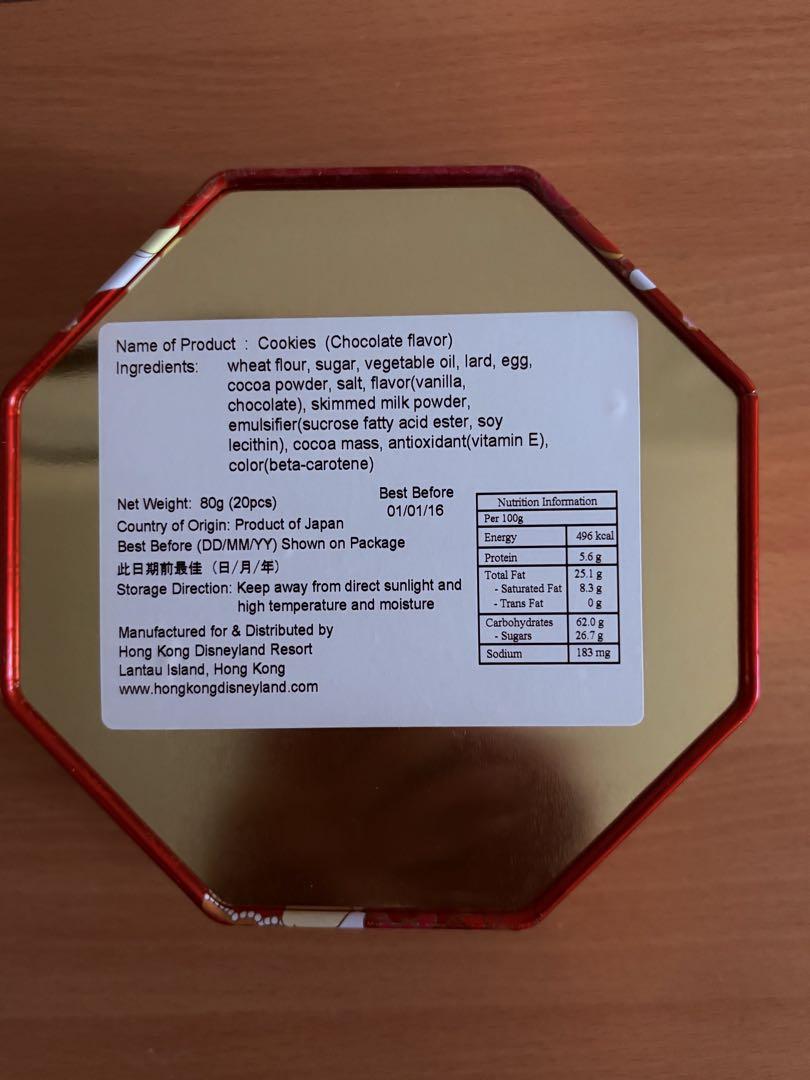 Name of Product : Cookies (Chocolate flavor)
Ingredients: wheat flour, sugar, vegetable oil, lard, egg,
cocoa powder, salt, flavor(vanilla,
chocolate), skimmed milk powder,
emulsifier(sucrose fatty acid ester, soy
lecithin), cocoa mass, antioxidant(vitamin E),
color(beta-carotene)
Net Weight: 80g (20pcs)
Best Before
01/01/16
Country of Origin: Product of Japan
Best Before (DD/MM/YY) Shown on Package
此日期前最佳 (日/月/年)
Storage Direction: Keep away from direct sunlight and
high temperature and moisture
Manufactured for & Distributed by
Hong Kong Disneyland Resort
Lantau Island, Hong Kong
www.hongkongdisneyland.com
Nutrition Information
Per 100g
Energy 496 kcal
Protein 5.6 g
Total Fat 25.1 g
- Saturated Fat 8.3 g
- Trans Fat 0 g
Carbohydrates 62.0 g
- Sugars 26.7 g
Sodium 183 mg